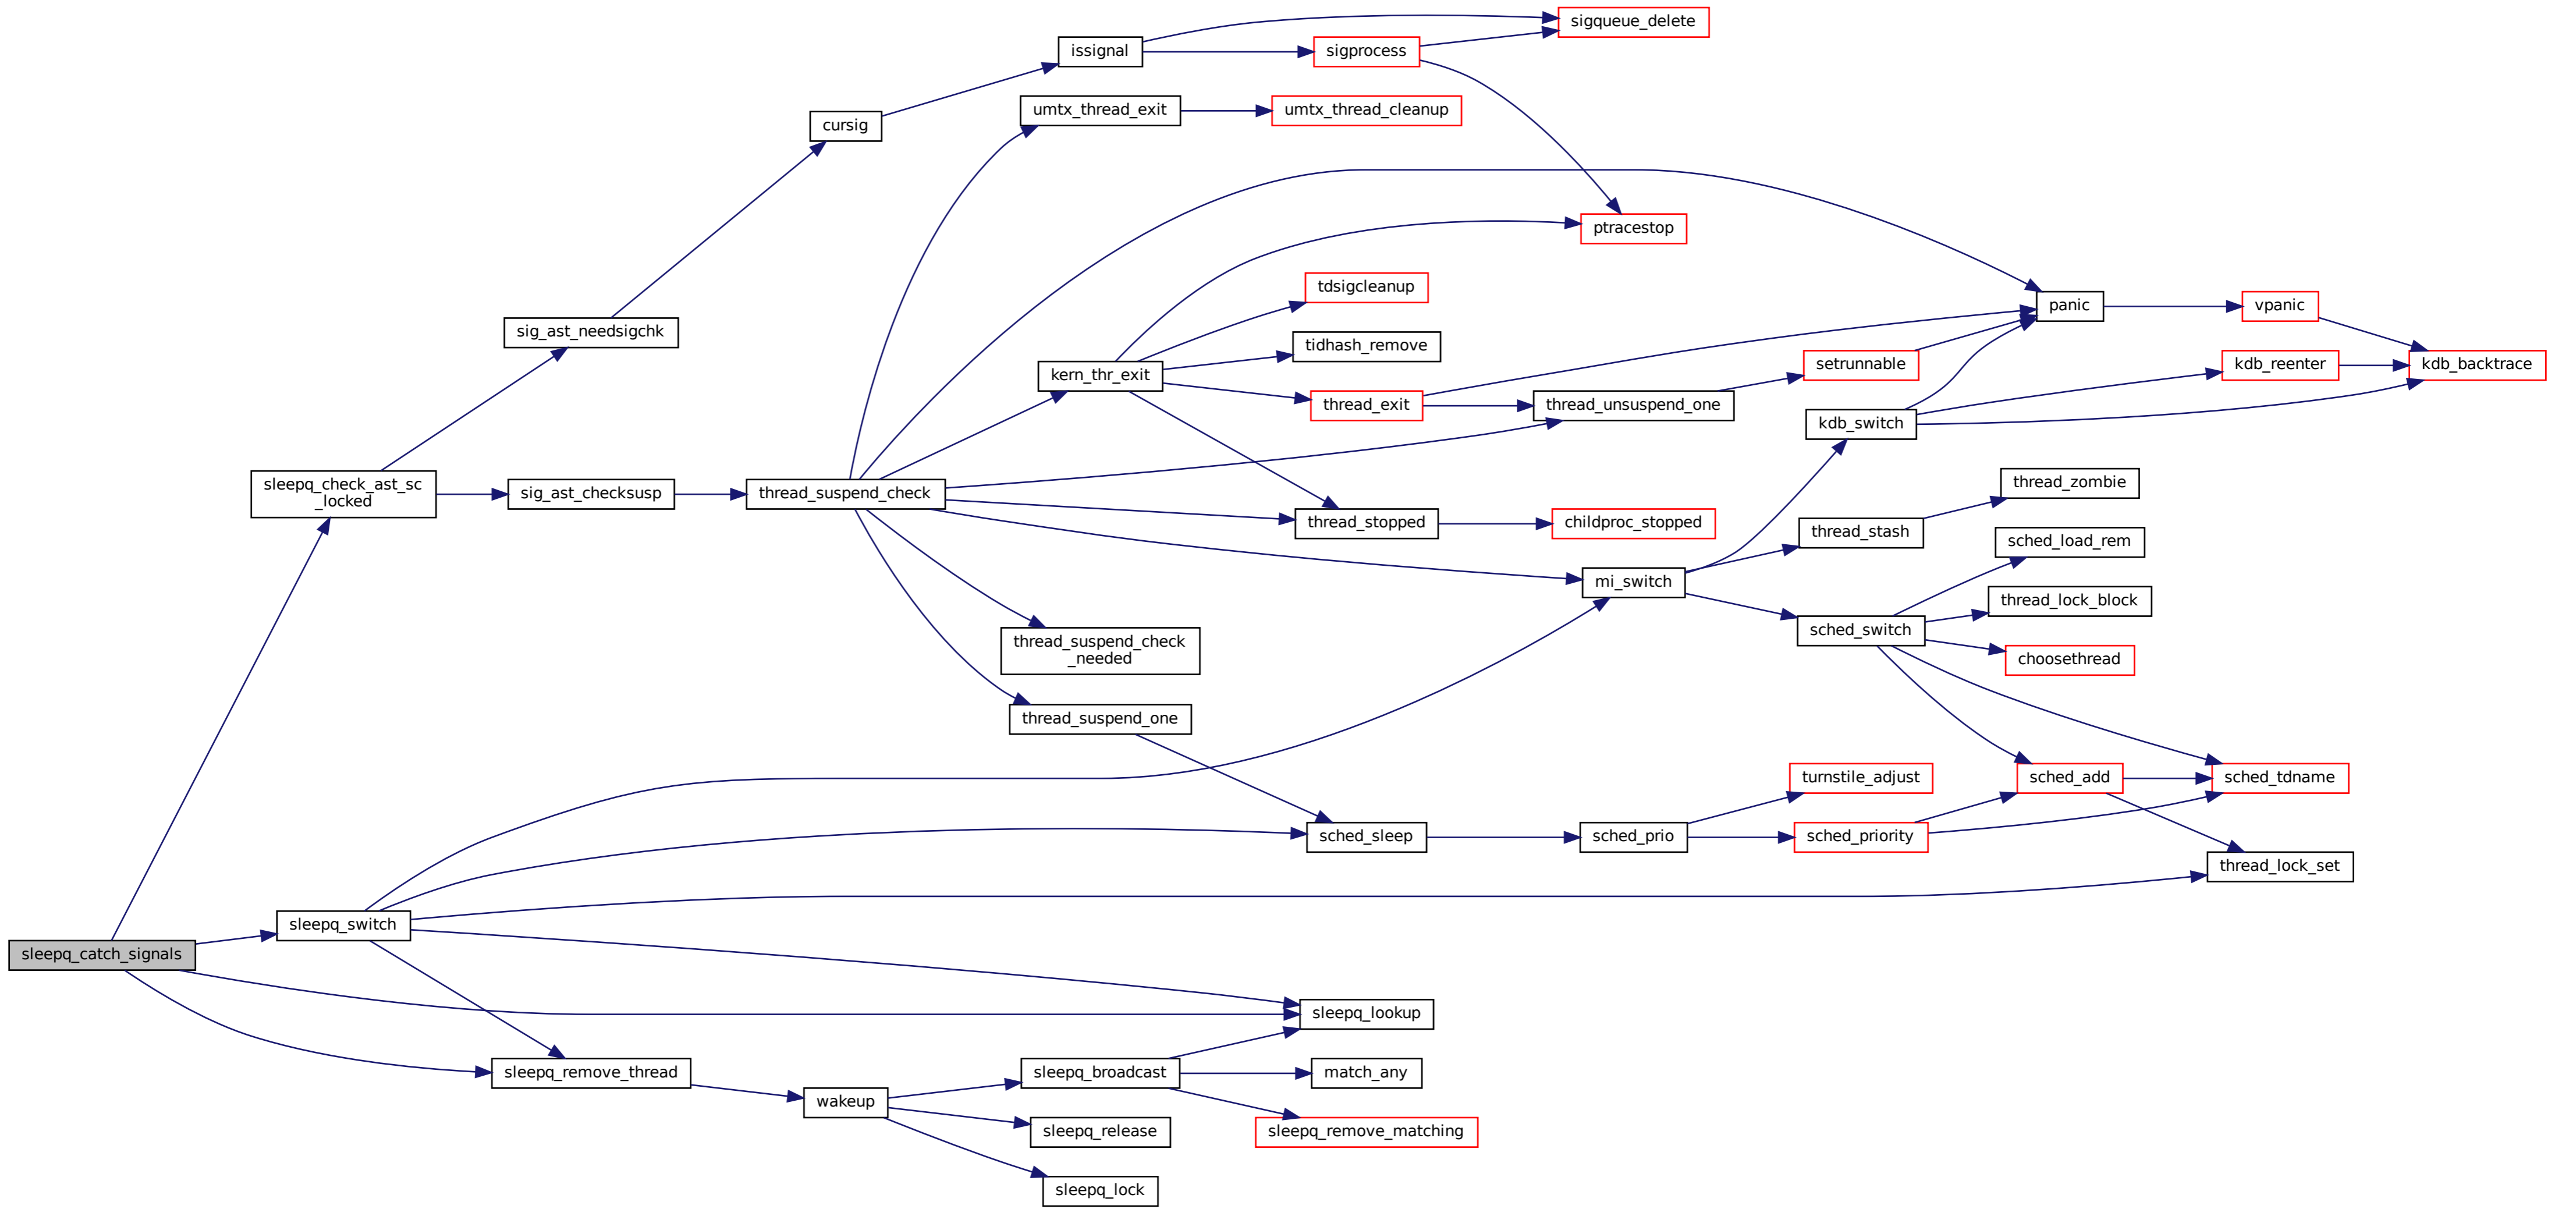 sigqueue_delete
issignal
sigprocess
umtx_thread_exit
umtx_thread_cleanup
cursig
ptracestop
tdsigcleanup
panic
vpanic
sig_ast_needsigchk
tidhash_remove
kern_thr_exit
setrunnable
kdb_reenter
kdb_backtrace
thread_exit
thread_unsuspend_one
kdb_switch
sleepq_check_ast_sc
_locked
sig_ast_checksusp
thread_suspend_check
thread_zombie
thread_stopped
childproc_stopped
thread_stash
sched_load_rem
mi_switch
thread_lock_block
sched_switch
thread_suspend_check
_needed
choosethread
thread_suspend_one
turnstile_adjust
sched_add
sched_tdname
sched_sleep
sched_prio
sched_priority
thread_lock_set
sleepq_switch
sleepq_catch_signals
sleepq_lookup
sleepq_remove_thread
sleepq_broadcast
match_any
wakeup
sleepq_release
sleepq_remove_matching
sleepq_lock